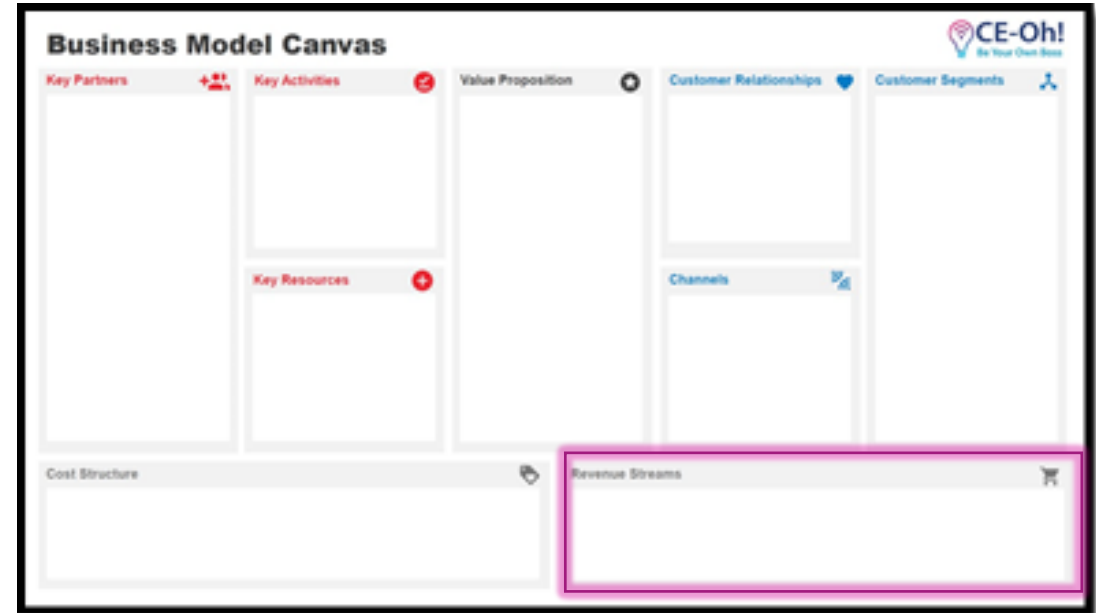 CE-Oh!
Be Your Own Boss
Business Model Canvas
Key Partners
Key Activities
Value Proposition
Customer Relationships
Customer Segments
Key Resources
Channels
Cost Structure
Revenue Streams